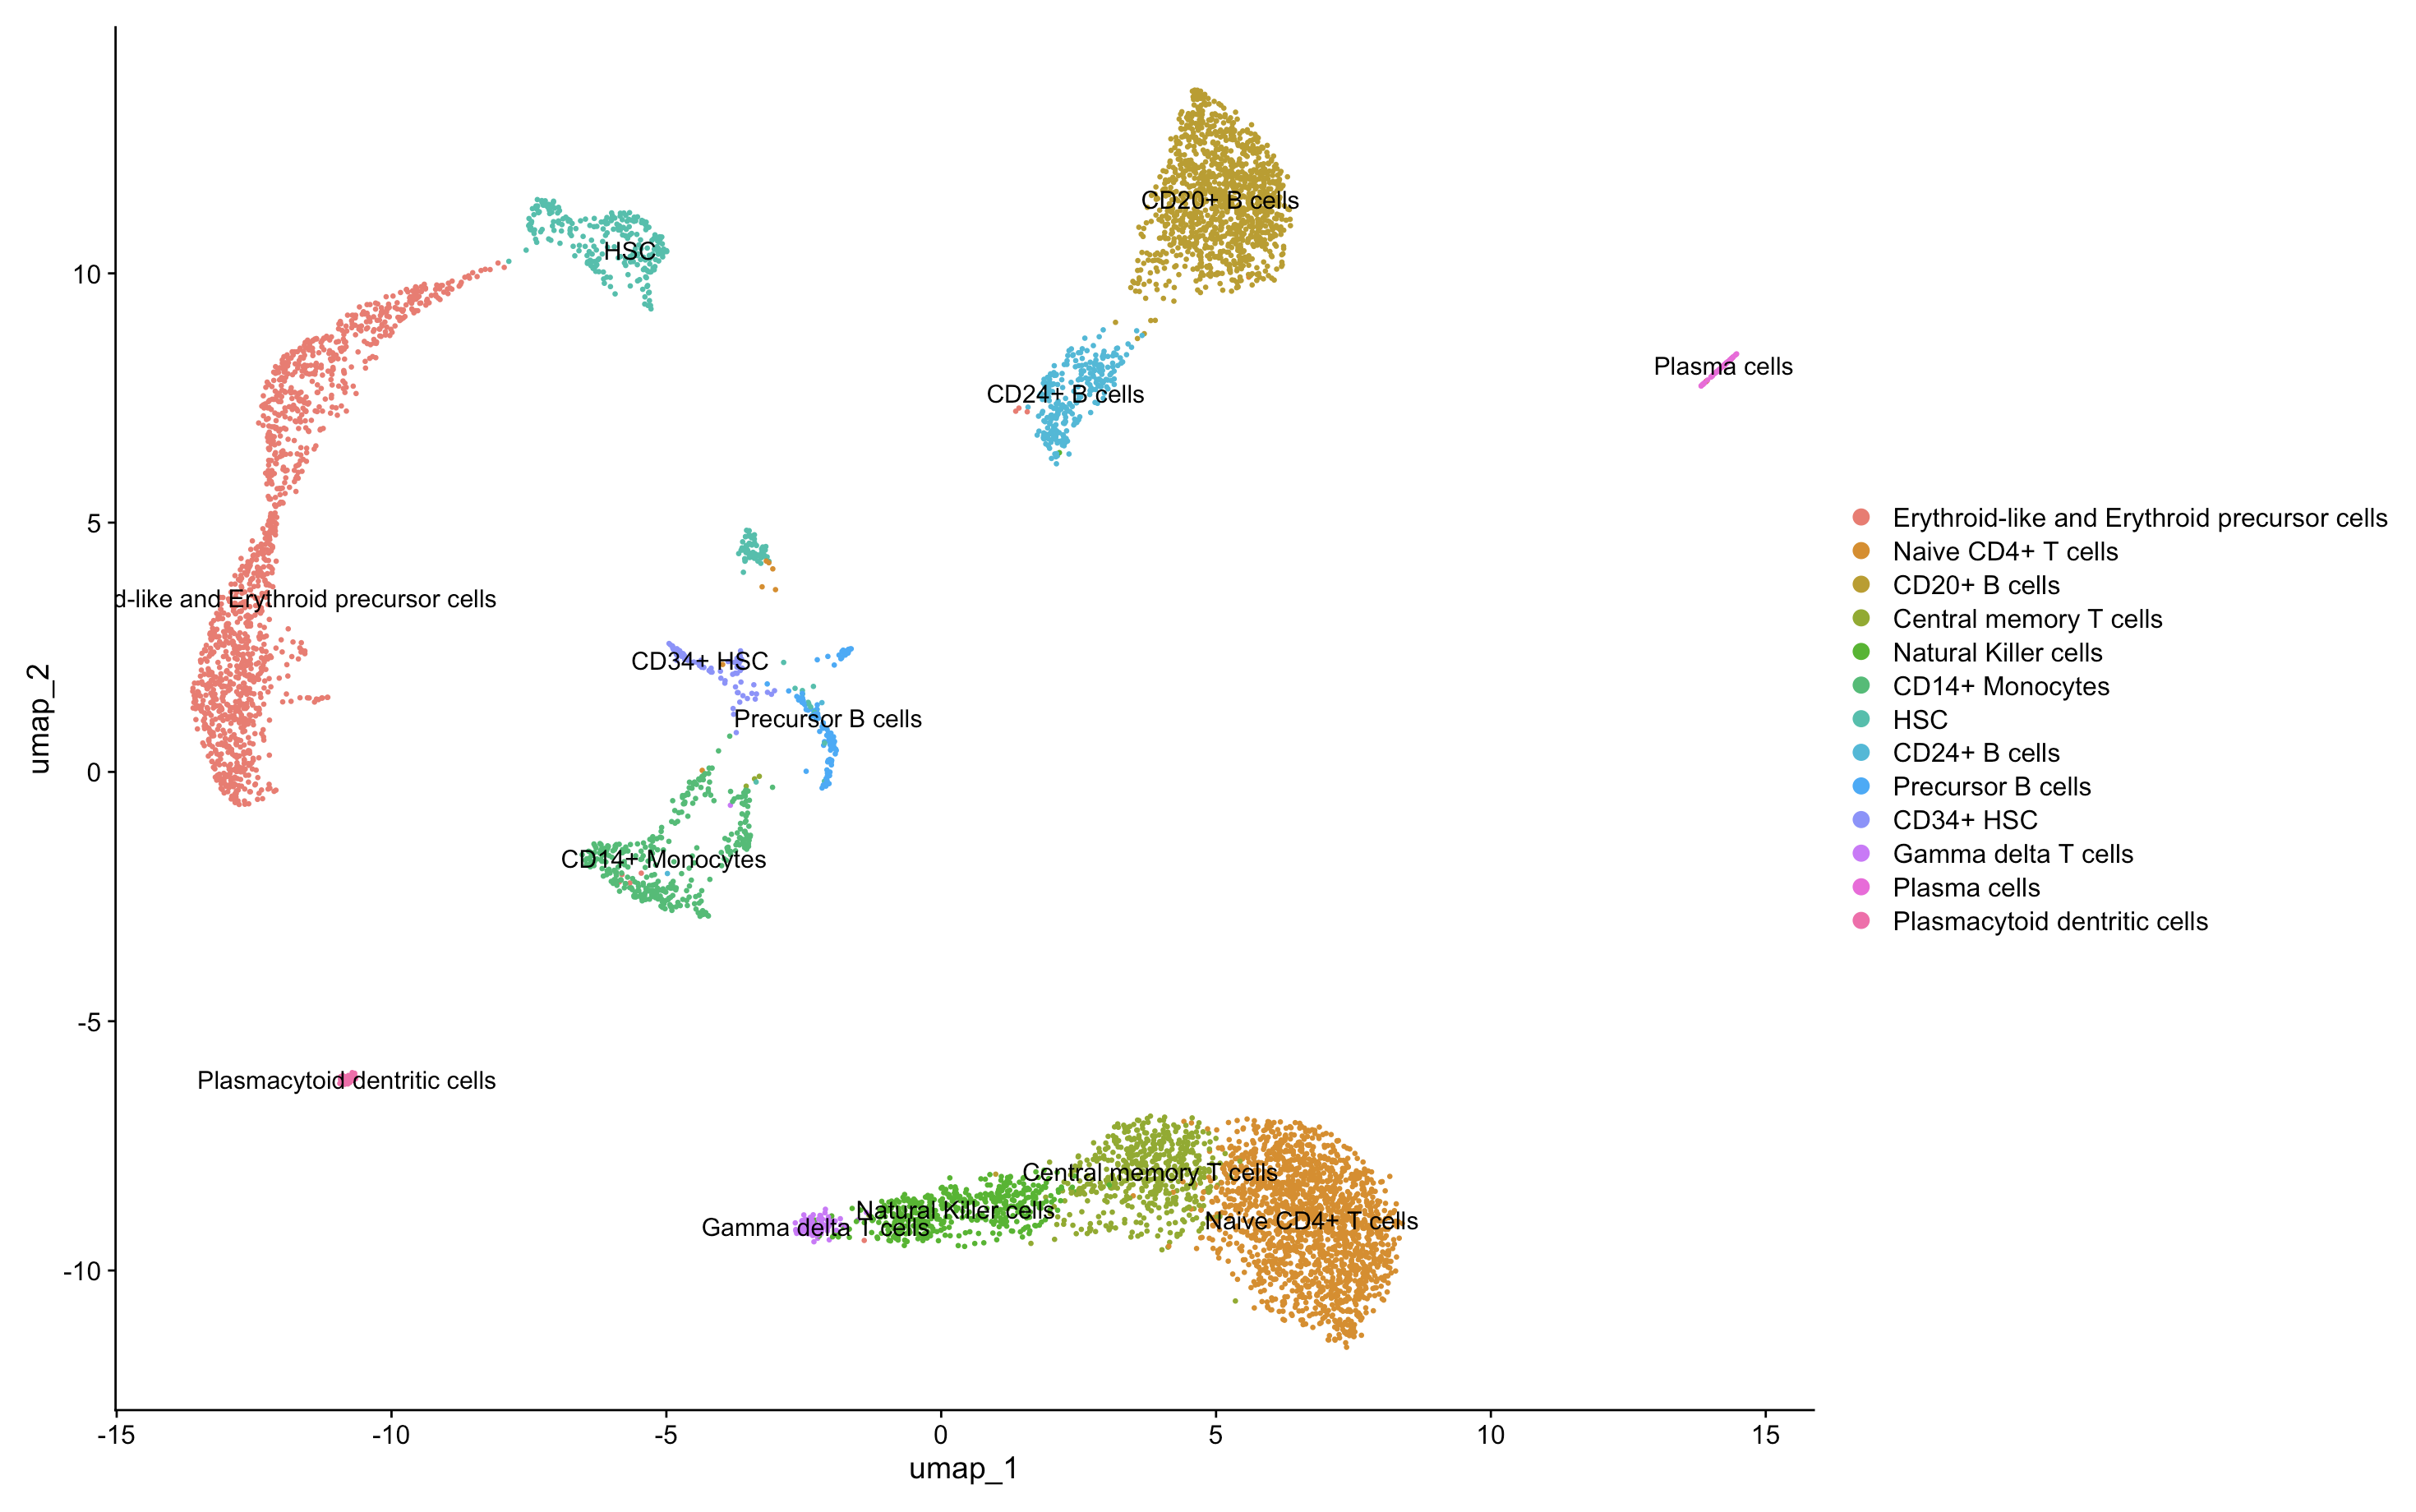 CD20+ B cells
HSC
10
Plasma cells
CD24+ B cells
5
d-like and Erythroid precursor cells
CD34+ HSC
Precursor B cells
umap_2
0
CD14+ Monocytes
-5
Plasmacytoid dentritic cells
Central memory T cells
Natural Killer cells
Naive CD4+ T cells
Gamma delta T cells
-10
-15
-10
-5
0
5
10
15
umap_1
Erythroid-like and Erythroid precursor cells
Naive CD4+ T cells
CD20+ B cells
Central memory T cells
Natural Killer cells
CD14+ Monocytes
HSC
CD24+ B cells
Precursor B cells
CD34+ HSC
Gamma delta T cells
Plasma cells
Plasmacytoid dentritic cells